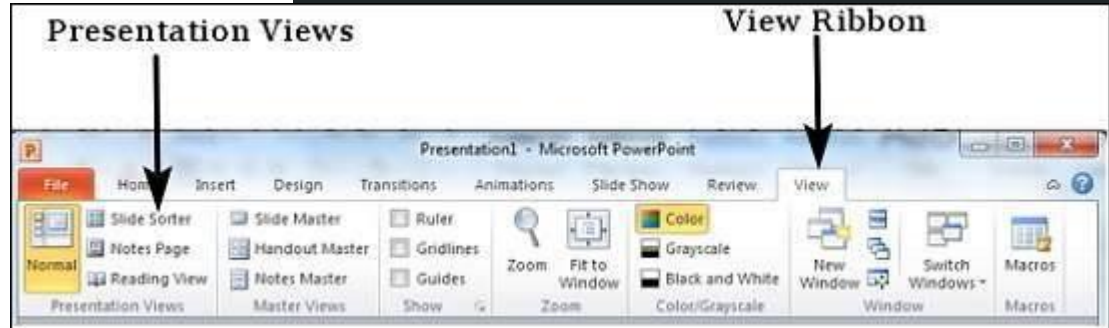 Presentation Views
View Ribbon
P
Presentation1 - Microsoft PowerPoint
File Home Insert Design Transitions Animations Slide Show Review View
Slide Sorter Slide Master Ruler Color
Notes Page Handout Master Gridlines Grayscale
Normal Reading View Notes Master Guides Zoom Fit to Window Black and White New Window Switch Windows Macros
Presentation Views Master Views Show Zoom Color/Grayscale Window Macros